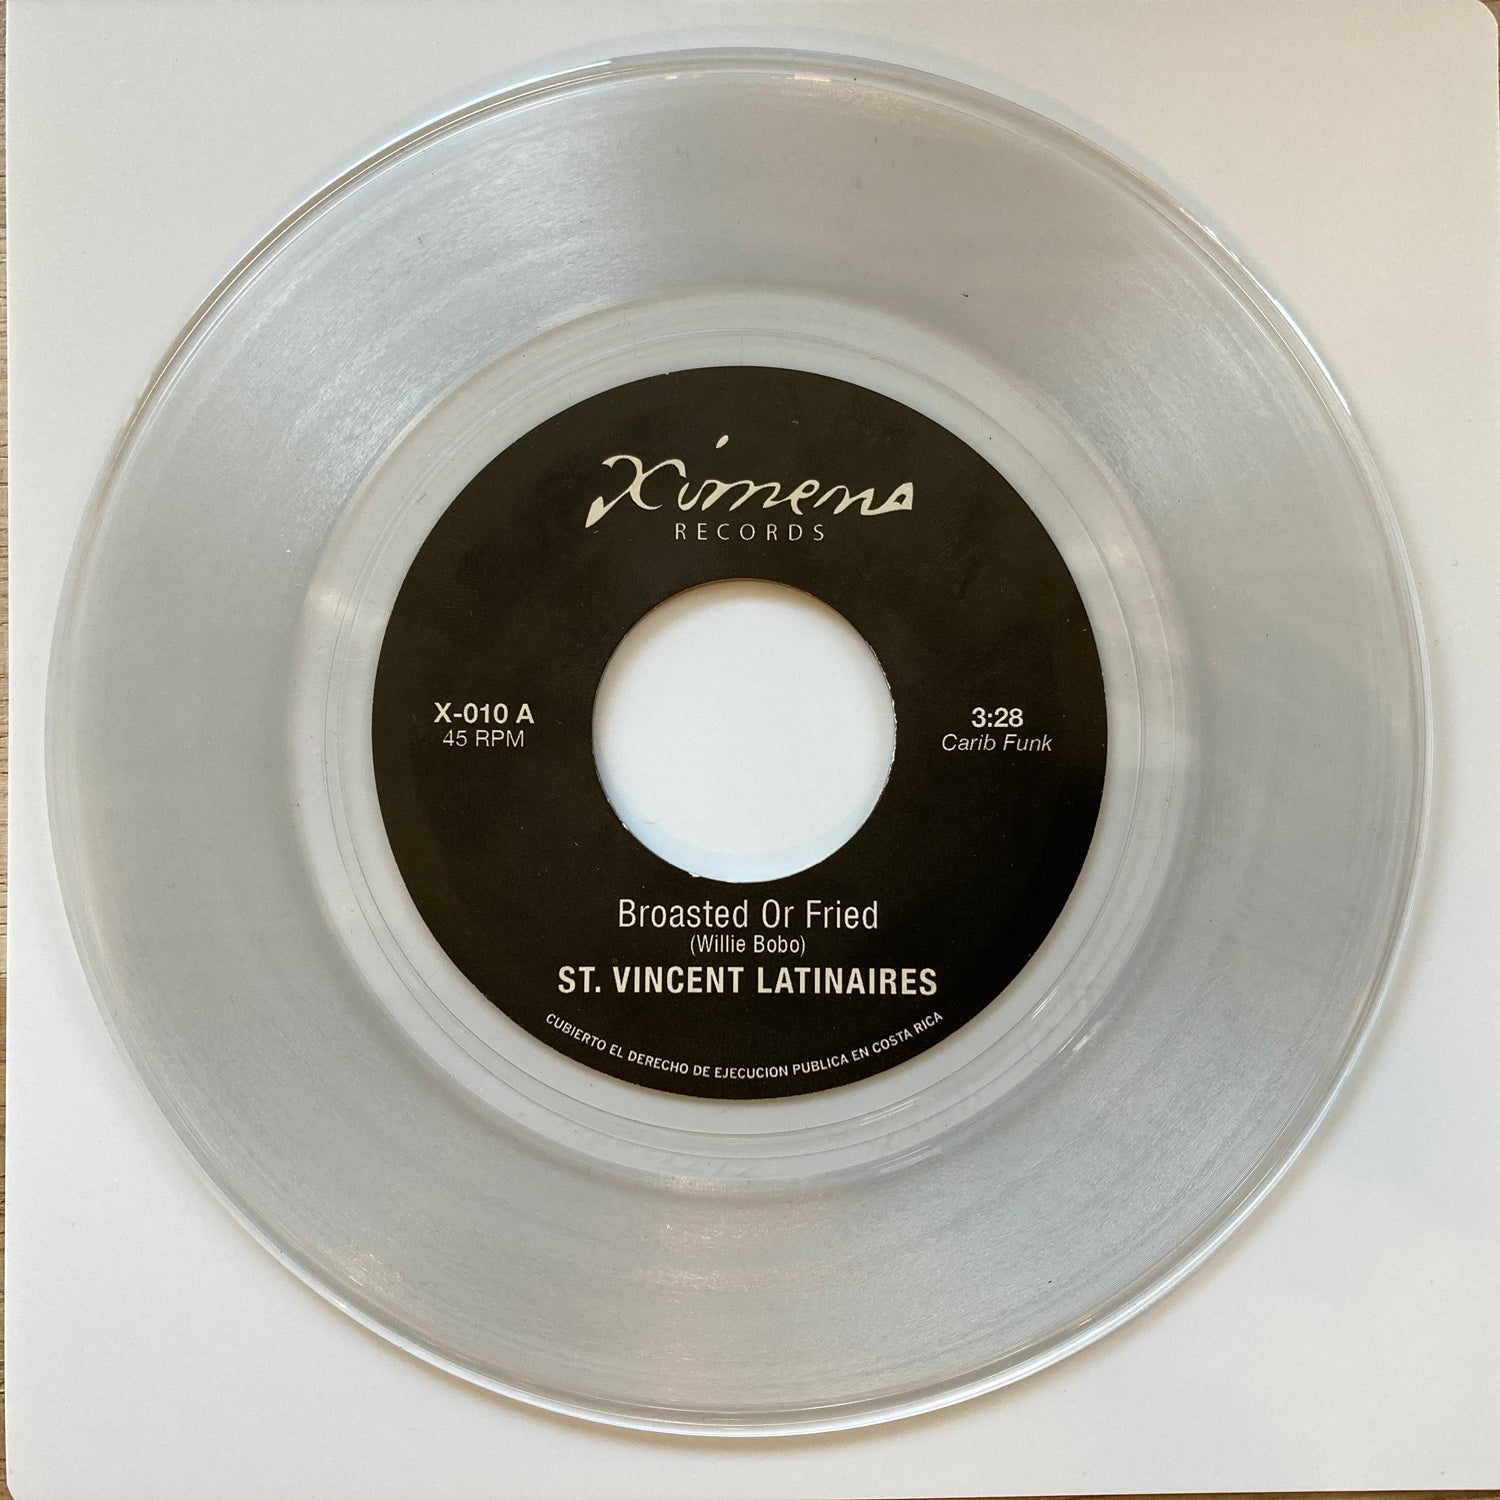 Ximena
RECORDS
X-010 A
45 RPM
3:28
Carib Funk
Broasted Or Fried
(Willie Bobo)
ST. VINCENT LATINAIRES
CUBIERTO EL DERECHO DE EJECUCION PUBLICA EN COSTA RICA